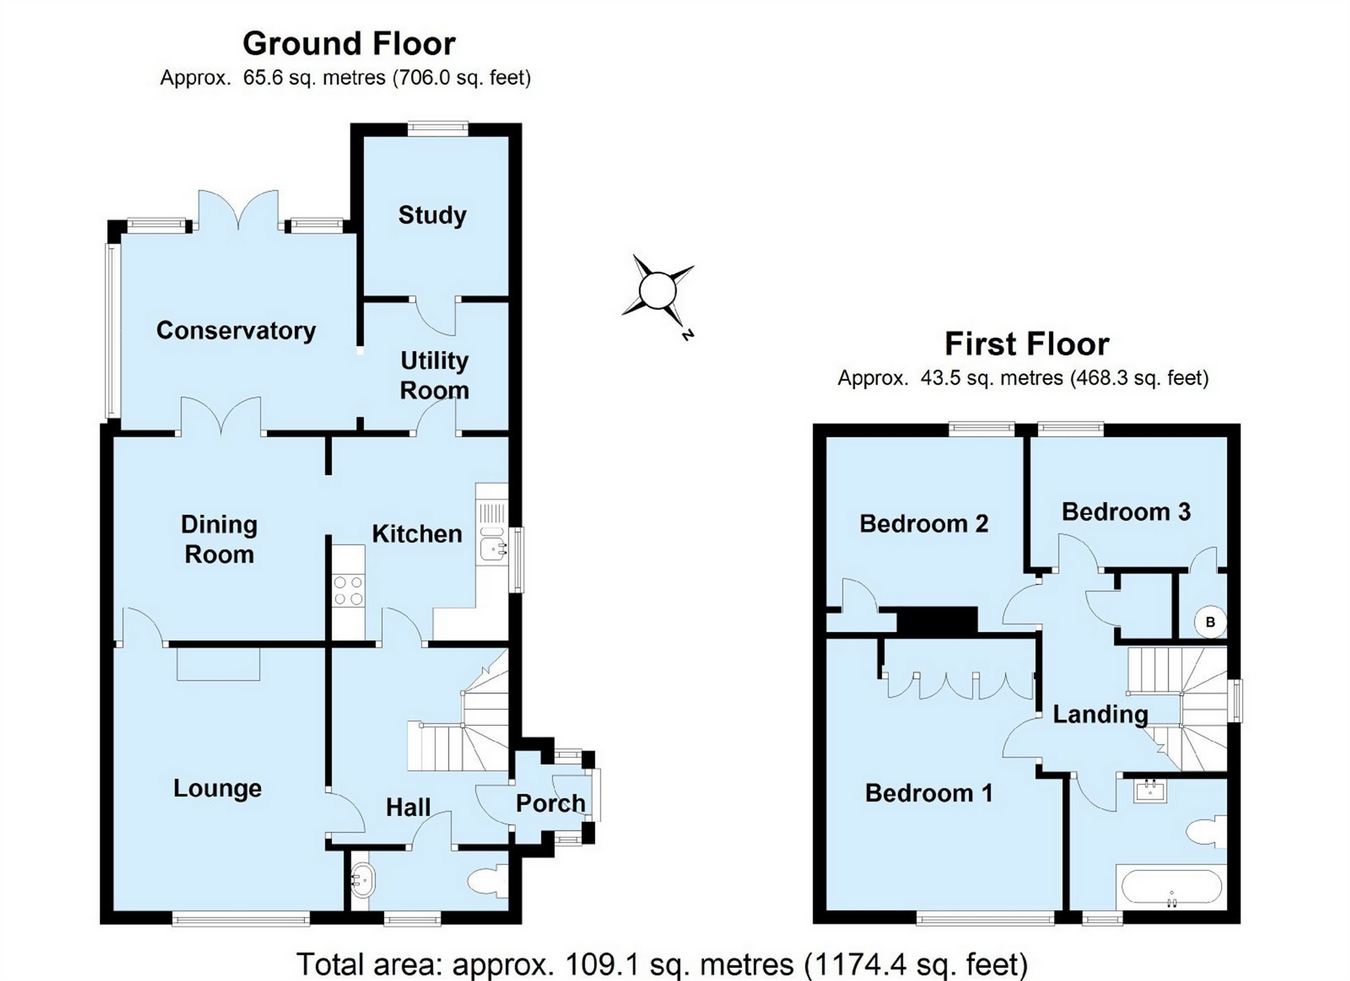 Ground Floor
Approx.  65.6 sq. metres (706.0 sq. feet)
Study
Conservatory
Utility
Room
N
Dining
Room
Kitchen
Lounge
Hall
Porch
First Floor
Approx.  43.5 sq. metres (468.3 sq. feet)
Bedroom 2
Bedroom 3
B
Landing
Bedroom 1
Total area: approx. 109.1 sq. metres (1174.4 sq. feet)